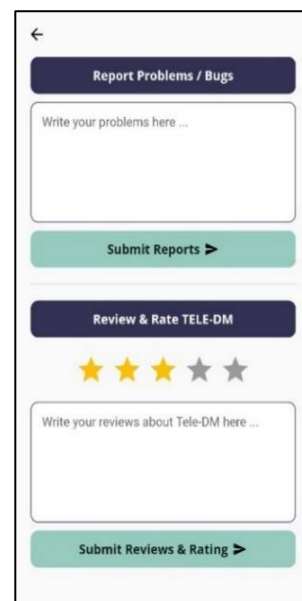 Report Problems / Bugs
Write your problems here ...
Submit Reports
Review & Rate TELE-DM
Write your reviews about Tele-DM here ...
Submit Reviews & Rating